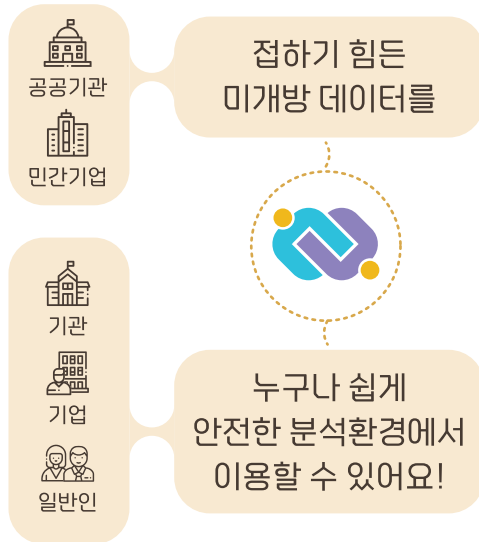 공공기관
민간기업
접하기 힘든
미개방 데이터를
기관
기업
일반인
누구나 쉽게
안전한 분석환경에서
이용할 수 있어요!